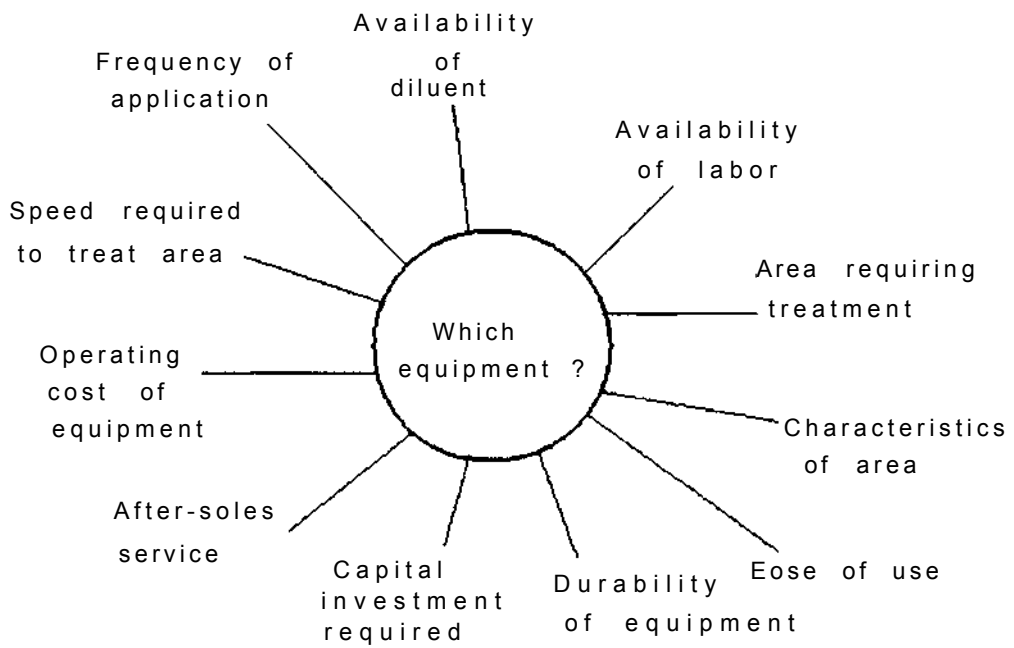 Availability
of
diluent
Frequency of
application
Availability
of labor
Speed required
to treat area
Area requiring
treatment
Which
equipment ?
Operating
cost of
equipment
Characteristics
of area
After-soles
service
Capital
investment
required
Durability
of equipment
Eose of use